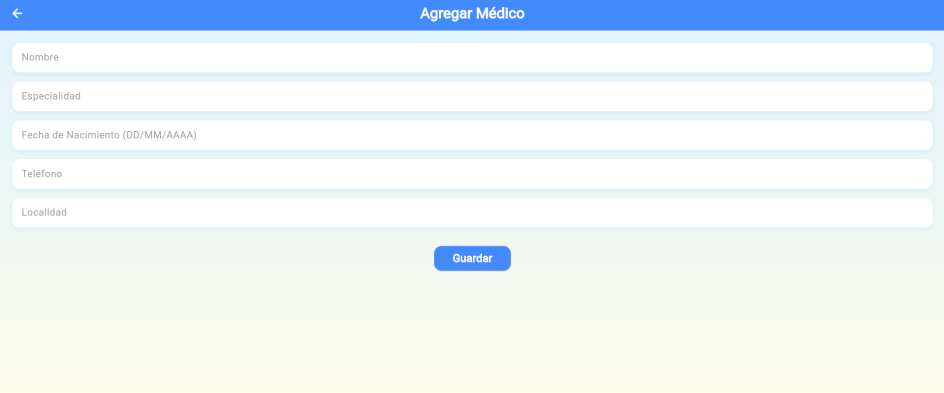 Agregar Médico
Nombre
Especialidad
Fecha de Nacimiento (DD/MM/AAAA)
Teléfono
Localidad
Guardar